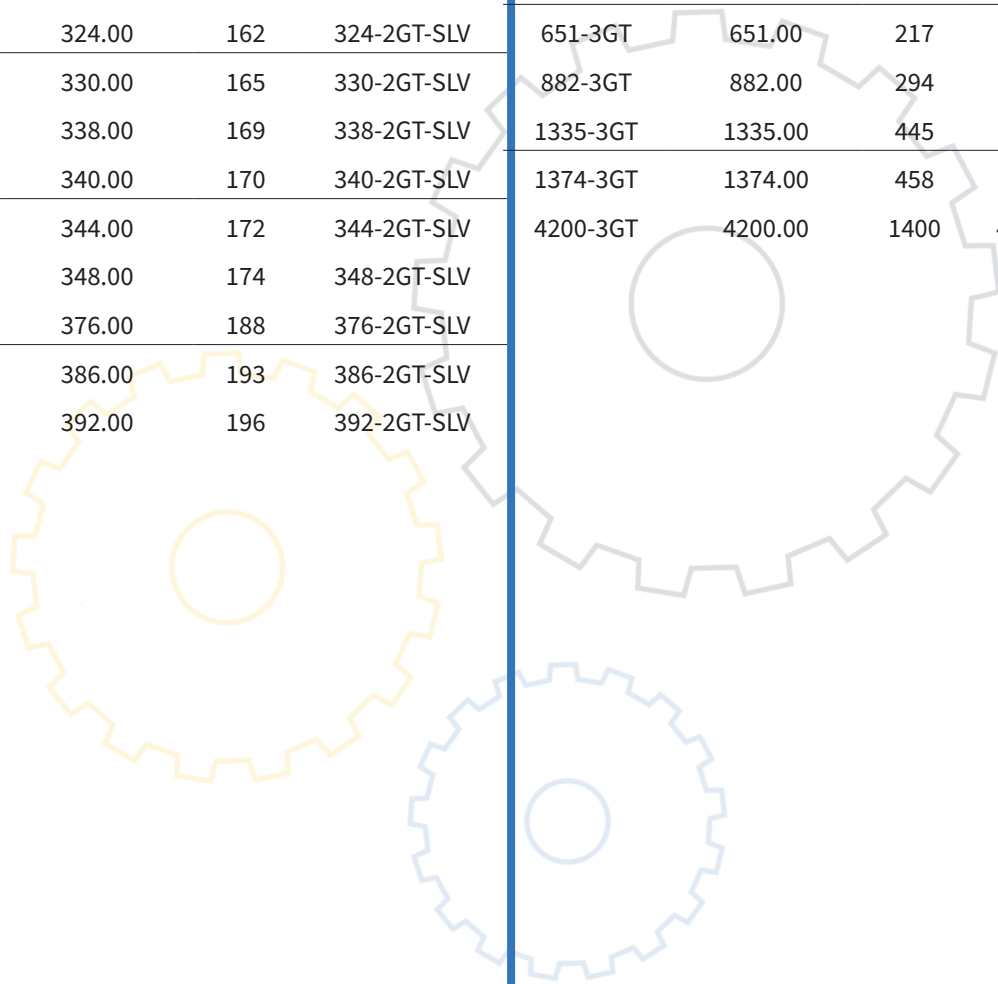 324.00 162 324-2GT-SLV
330.00 165 330-2GT-SLV
338.00 169 338-2GT-SLV
340.00 170 340-2GT-SLV
344.00 172 344-2GT-SLV
348.00 174 348-2GT-SLV
376.00 188 376-2GT-SLV
386.00 193 386-2GT-SLV
392.00 196 392-2GT-SLV
651-3GT 651.00 217
882-3GT 882.00 294
1335-3GT 1335.00 445
1374-3GT 1374.00 458
4200-3GT 4200.00 1400